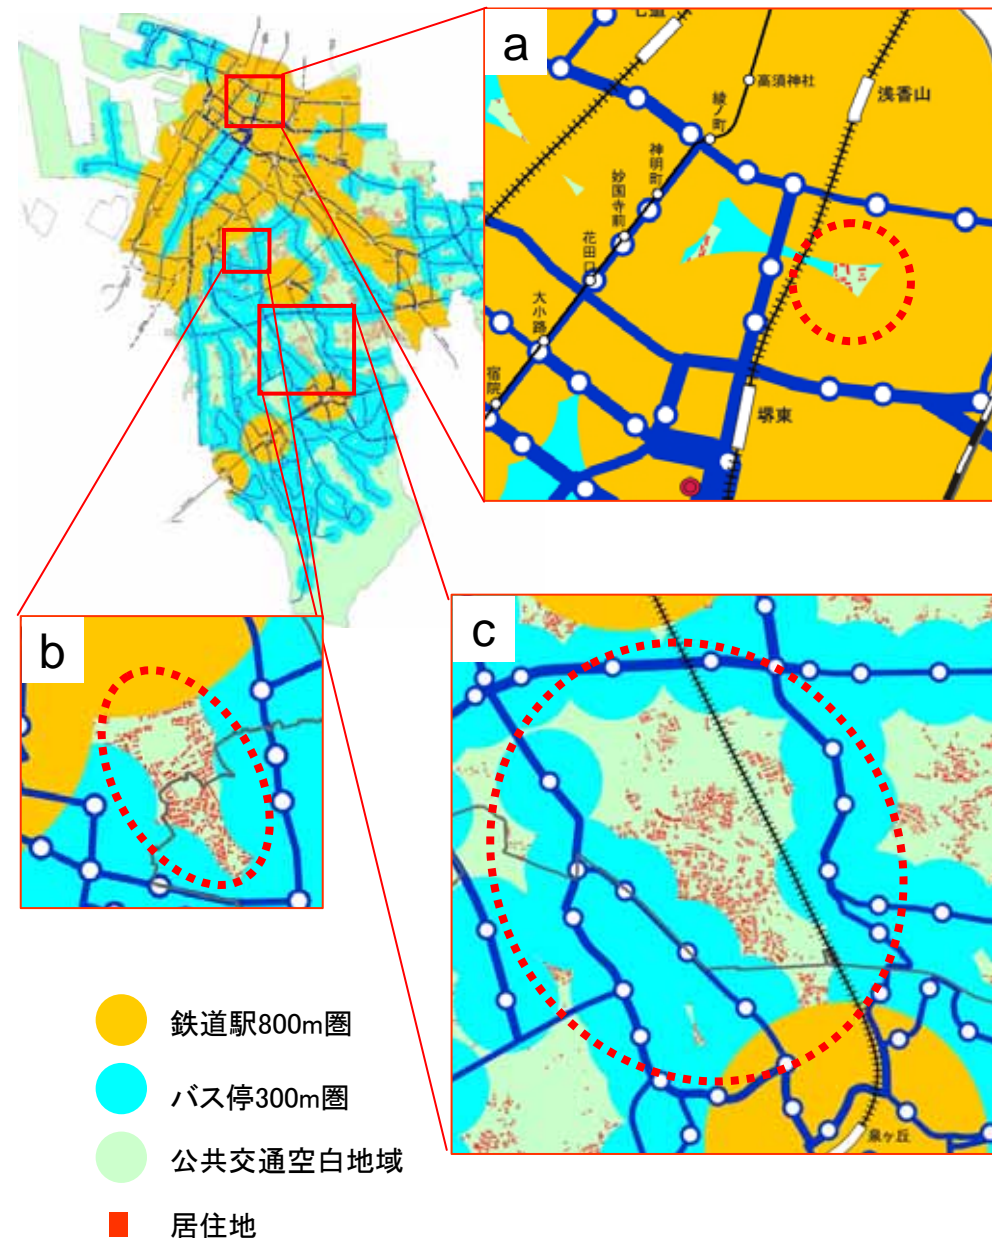 a
七道
高須神社
浅香山
綾ノ町
神明町
妙国寺前
花田口
大小路
宿院
堺東
b
c
泉ケ丘
鉄道駅800m圏
バス停300m圏
公共交通空白地域
居住地